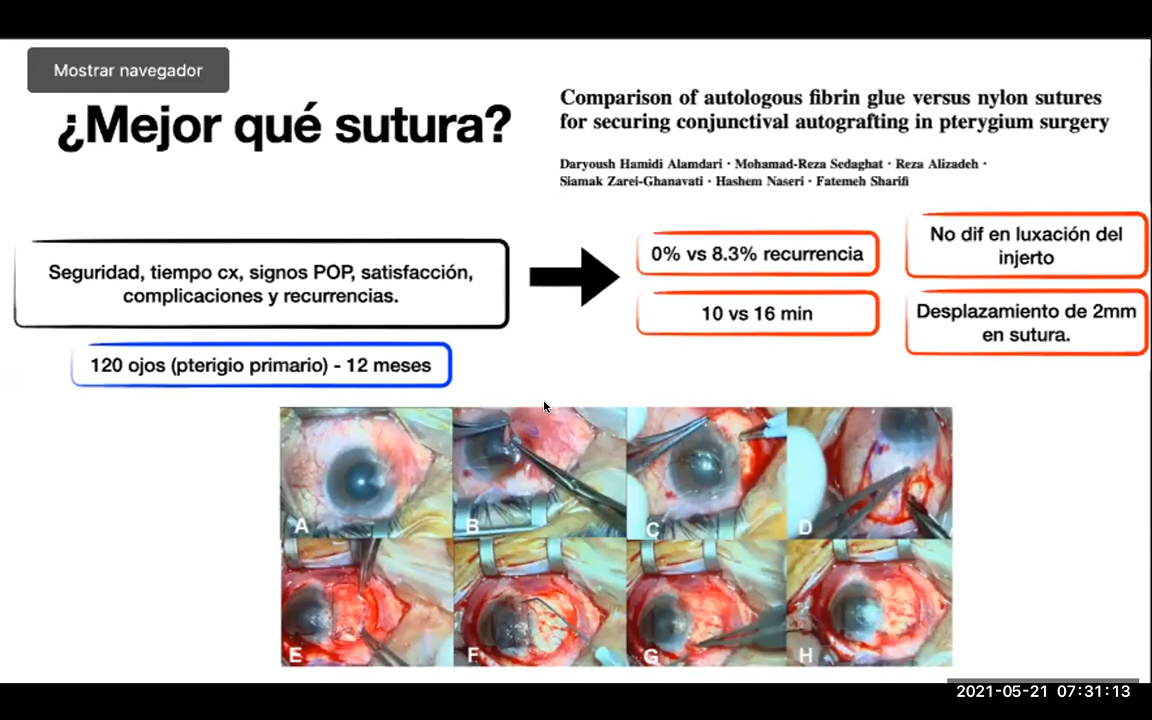 Mostrar navegador
¿Mejor qué sutura?
Comparison of autologous fibrin glue versus nylon sutures
for securing conjunctival autografting in pterygium surgery
Daryoush Hamidi Alamdari · Mohamad-Reza Sedaghat · Reza Alizadeh ·
Siamak Zarei-Ghanavati · Hashem Naseri · Fatemeh Sharifi
Seguridad, tiempo cx, signos POP, satisfacción,
complicaciones y recurrencias.
120 ojos (pterigio primario) - 12 meses
0% vs 8.3% recurrencia
10 vs 16 min
No dif en luxación del
injerto
Desplazamiento de 2mm
en sutura.
A
B
C
D
E
F
G
H
2021-05-21 07:31:13